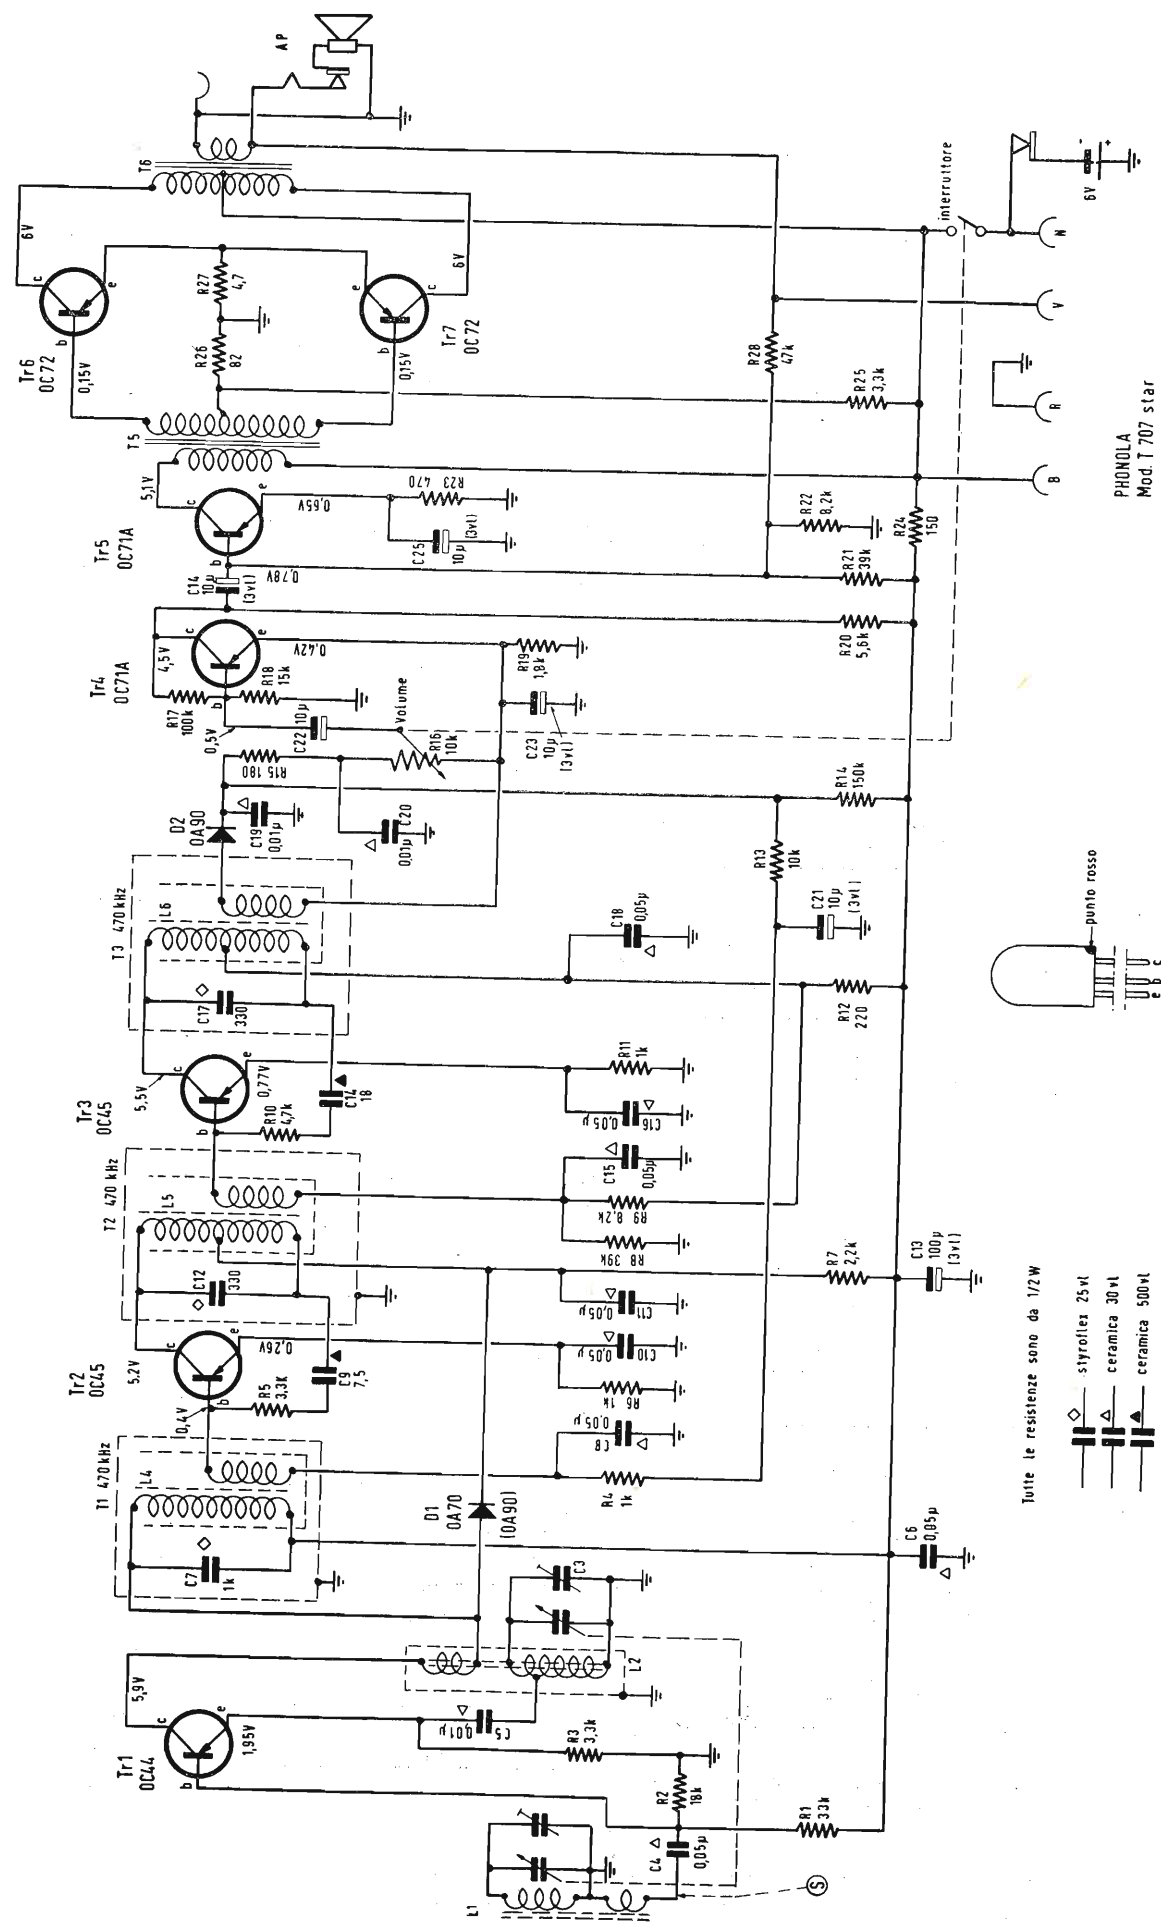 Tr1
OC44
b
c
e
5,9V
1,95V
L1
C4
0,05µ
S
R1
33k
R2
18k
R3
3,3k
C5
0,01µ
L2
C3
D1
OA70
(OA90)
T1 470kHz
L4
C7
1k
C6
0,05µ
Tr2
OC45
b
c
e
5,2V
0,4V
0,26V
R5
3,3K
C9
7,5
R4
1k
C8
0,05µ
R6
1k
C10
0,05µ
C11
0,05µ
T2 470 kHz
L5
C12
330
R7
2,2k
C13
100µ
(3vl)
Tr3
OC45
b
c
e
5,5V
0,77V
R10
4,7k
C14
18
R8 39k
R9 8,2k
C15
0,05µ
C16
0,05µ
R11
1k
T3 470kHz
L6
C17
330
C18
0,05µ
R12
220
R13
10k
C21
10µ
(3vl)
R14
150k
D2
OA90
C19
0,01µ
R15 180
C20
0,01µ
R16
10k
Volume
C22
10µ
0,5V
R17
100k
R18
15k
Tr4
OC71A
b
c
e
4,5V
0,42V
R19
1,8k
C23
10µ
(3vl)
R20
5,6k
C14
10µ
(3vl)
0,78V
Tr5
OC71A
b
c
e
5,1V
0,65V
C25
10µ
(3vl)
R23 470
R21
39k
R22
8,2k
R24
150
R25
3,3k
T5
Tr6
OC72
b
c
e
6V
0,15V
R26
82
R27
4,7
Tr7
OC72
b
c
e
6V
0,15V
R28
47k
T6
AP
interruttore
6V
-
+
B
R
V
N
PHONOLA
Mod. T 707 star
punto rosso
e
b
c
Tutte le resistenze sono da 1/2 W
styroflex 25vl
ceramica 30vl
ceramica 500vl